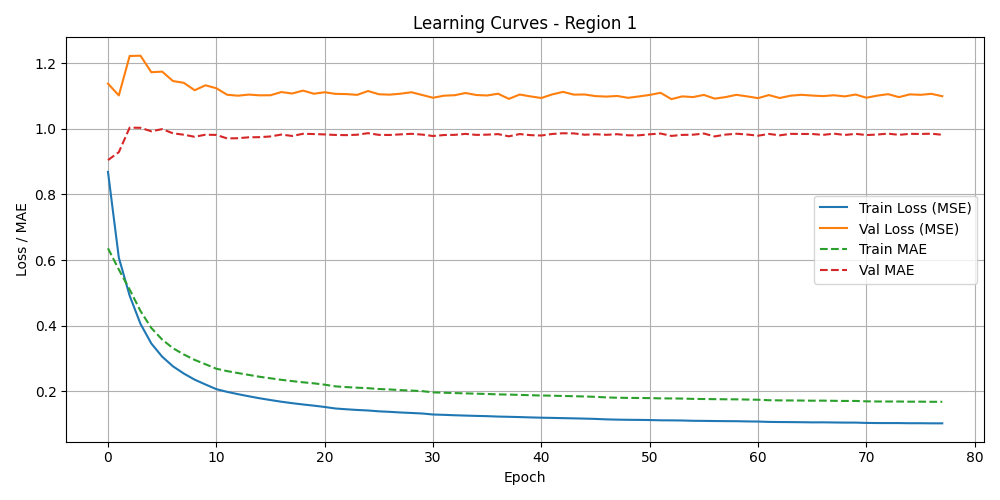 Learning Curves - Region 1
Loss / MAE
1.2
1.0
0.8
0.6
0.4
0.2
Train Loss (MSE)
Val Loss (MSE)
Train MAE
Val MAE
0 10 20 30 40 50 60 70 80
Epoch